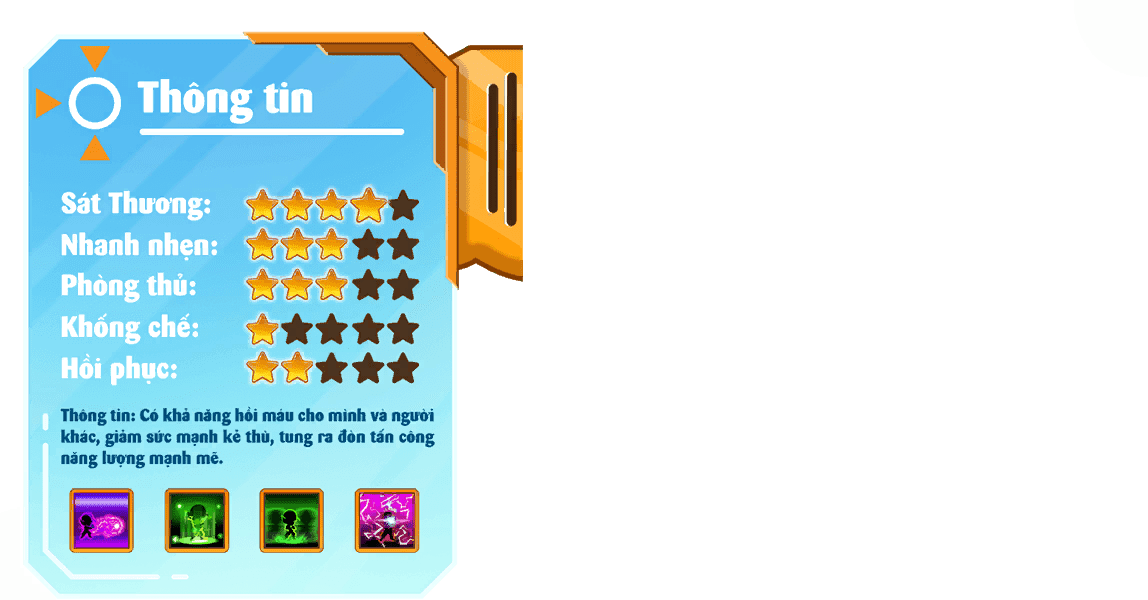 Thông tin
Sát Thương:
Nhanh nhẹn:
Phòng thủ:
Khống chế:
Hồi phục:
Thông tin: Có khả năng hồi máu cho mình và người
khác, giảm sức mạnh kẻ thù, tung ra đòn tấn công
năng lượng mạnh mẽ.